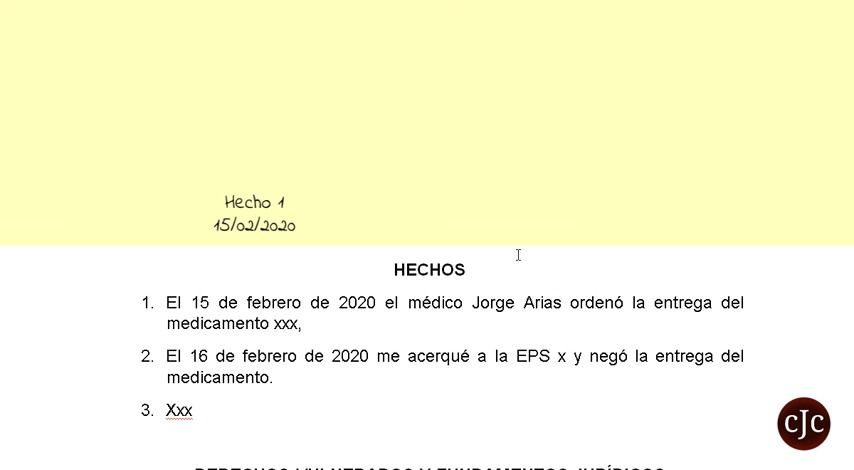 Hecho 1
15/02/2020
HECHOS
1. El 15 de febrero de 2020 el médico Jorge Arias ordenó la entrega del
medicamento xxx,
2. El 16 de febrero de 2020 me acerqué a la EPS x y negó la entrega del
medicamento.
3. Xxx
cJc
DERECHOS VULNERADOS Y FUNDAMENTOS JURÍDICOS